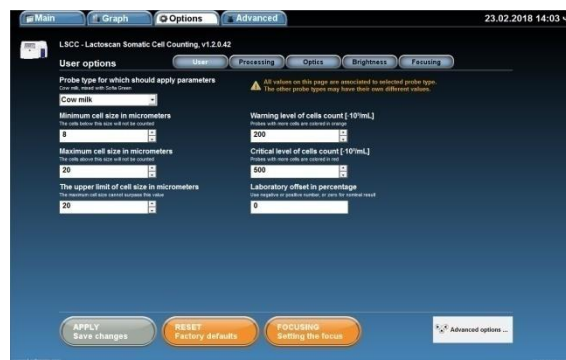 Main
Graph
Options
Advanced
23.02.2018 14:03
LSCC - Lactoscan Somatic Cell Counting, v1.2.0.42
User options
User
Processing
Optics
Brightness
Focusing
Probe type for which should apply parameters
Cow milk, mixed with Sofia Green
Cow milk
All values on this page are associated to selected probe type.
The other probe types may have their own different values.
Minimum cell size in micrometers
The cells below this size will not be counted
8
Warning level of cells count [·10³/mL]
Probes with more cells are colored in orange
200
Maximum cell size in micrometers
The cells above this size will not be counted
20
Critical level of cells count [·10³/mL]
Probes with more cells are colored in red
500
The upper limit of cell size in micrometers
The maximum cell size cannot surpass this value
20
Laboratory offset in percentage
Use negative or positive number, or zero for normal result
0
APPLY
Save changes
RESET
Factory defaults
FOCUSING
Setting the focus
Advanced options ...